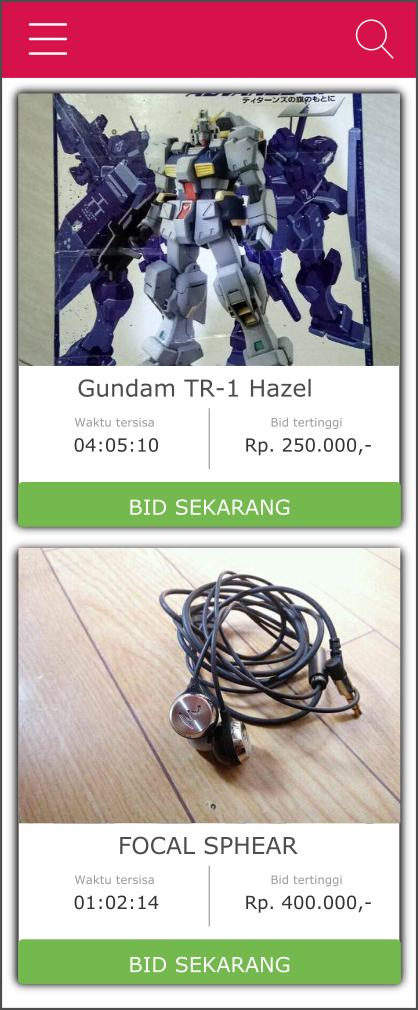 ティターンズの旗のもとに
Gundam TR-1 Hazel
Waktu tersisa
Bid tertinggi
04:05:10
Rp. 250.000,-
BID SEKARANG
FOCAL SPHEAR
Waktu tersisa
Bid tertinggi
01:02:14
Rp. 400.000,-
BID SEKARANG